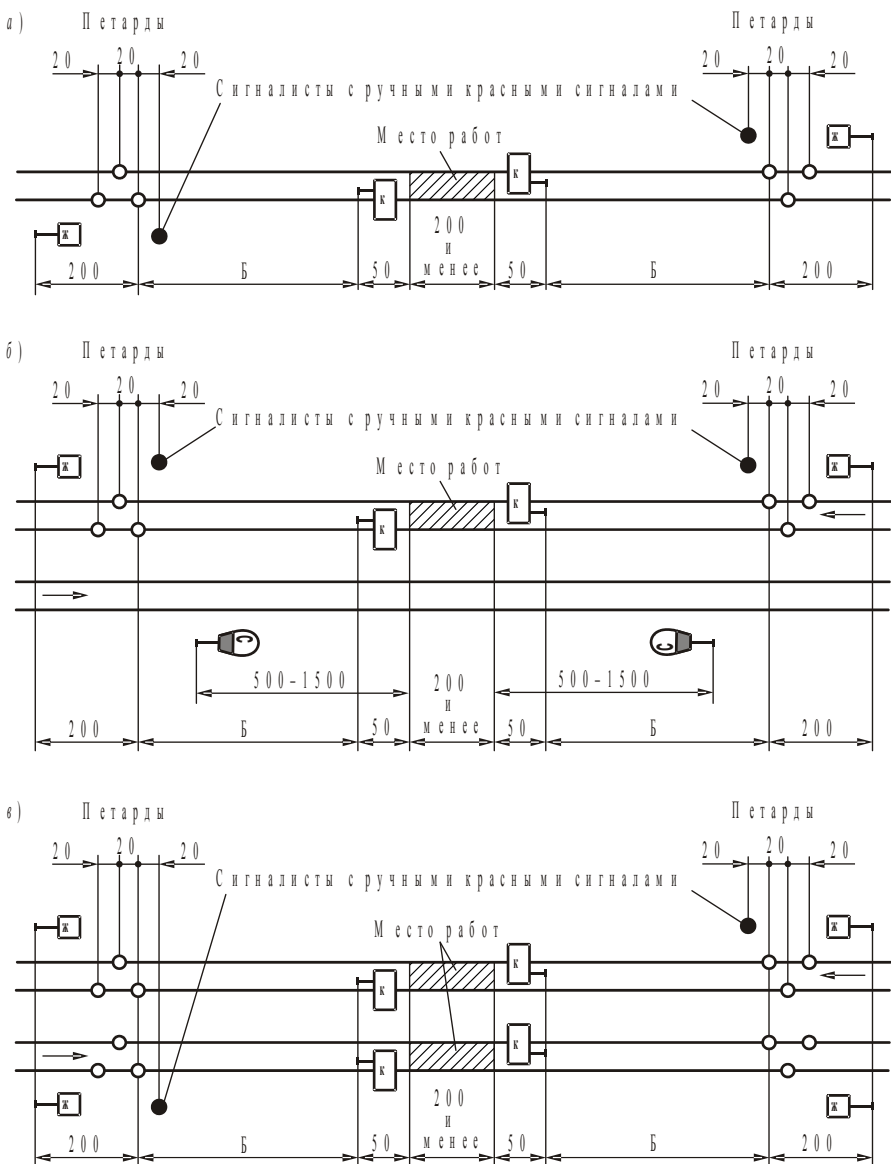 а) Петарды Петарды
20 20 20 20 20 20
Сигналисты с ручными красными сигналами
Место работ
Ж
К
К
Ж
200 и менее
200 Б 50 50 Б 200
б) Петарды Петарды
20 20 20 20 20 20
Сигналисты с ручными красными сигналами
Ж Место работ Ж
К
К
С С
500–1500 500–1500
200 и менее
200 Б 50 50 Б 200
в) Петарды Петарды
20 20 20 20 20 20
Сигналисты с ручными красными сигналами
Ж Место работ Ж
К
К
К
К
Ж Ж
200 и менее
200 Б 50 50 Б 200